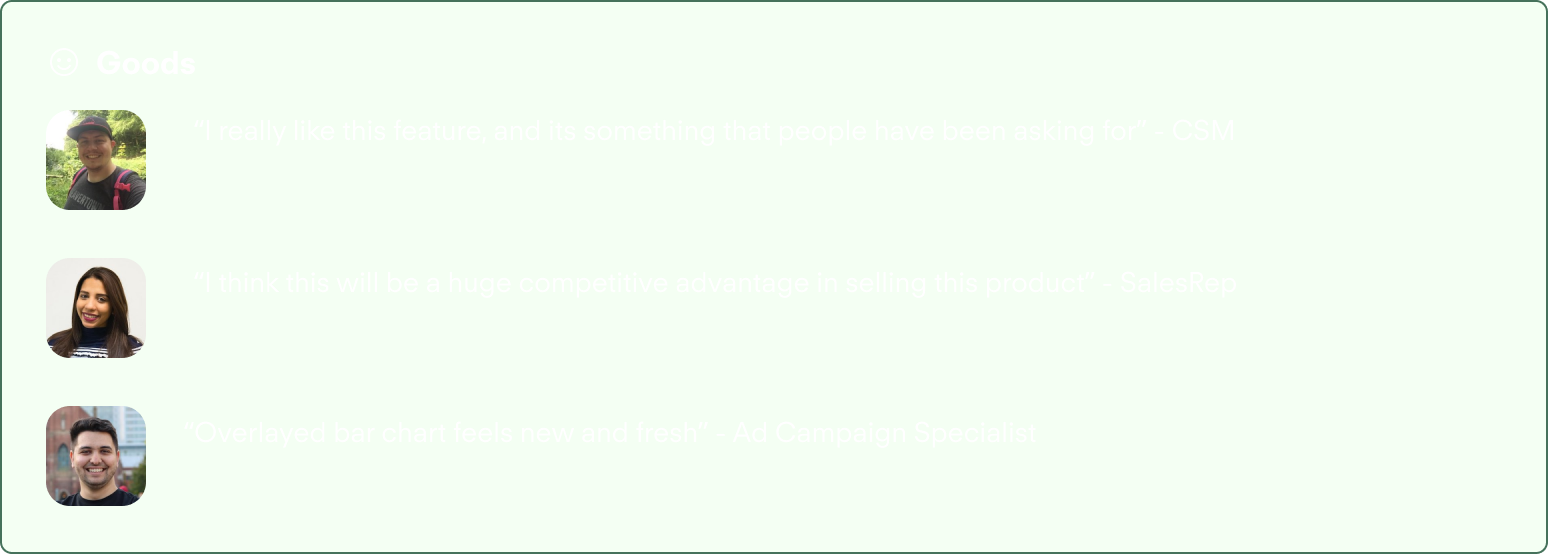 Goods
“I really like this feature, and its something that people have been asking for” - CSM
“I think this will be a huge competitive advantage in selling this product” - SalesRep
“Overlayed bar chart feels new and fresh” - Ad Campaign Specialist